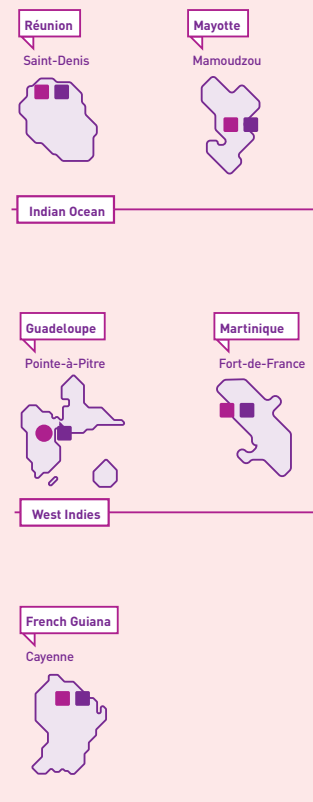 Réunion
Saint-Denis
Mayotte
Mamoudzou
Indian Ocean
Guadeloupe
Pointe-à-Pitre
Martinique
Fort-de-France
West Indies
French Guiana
Cayenne